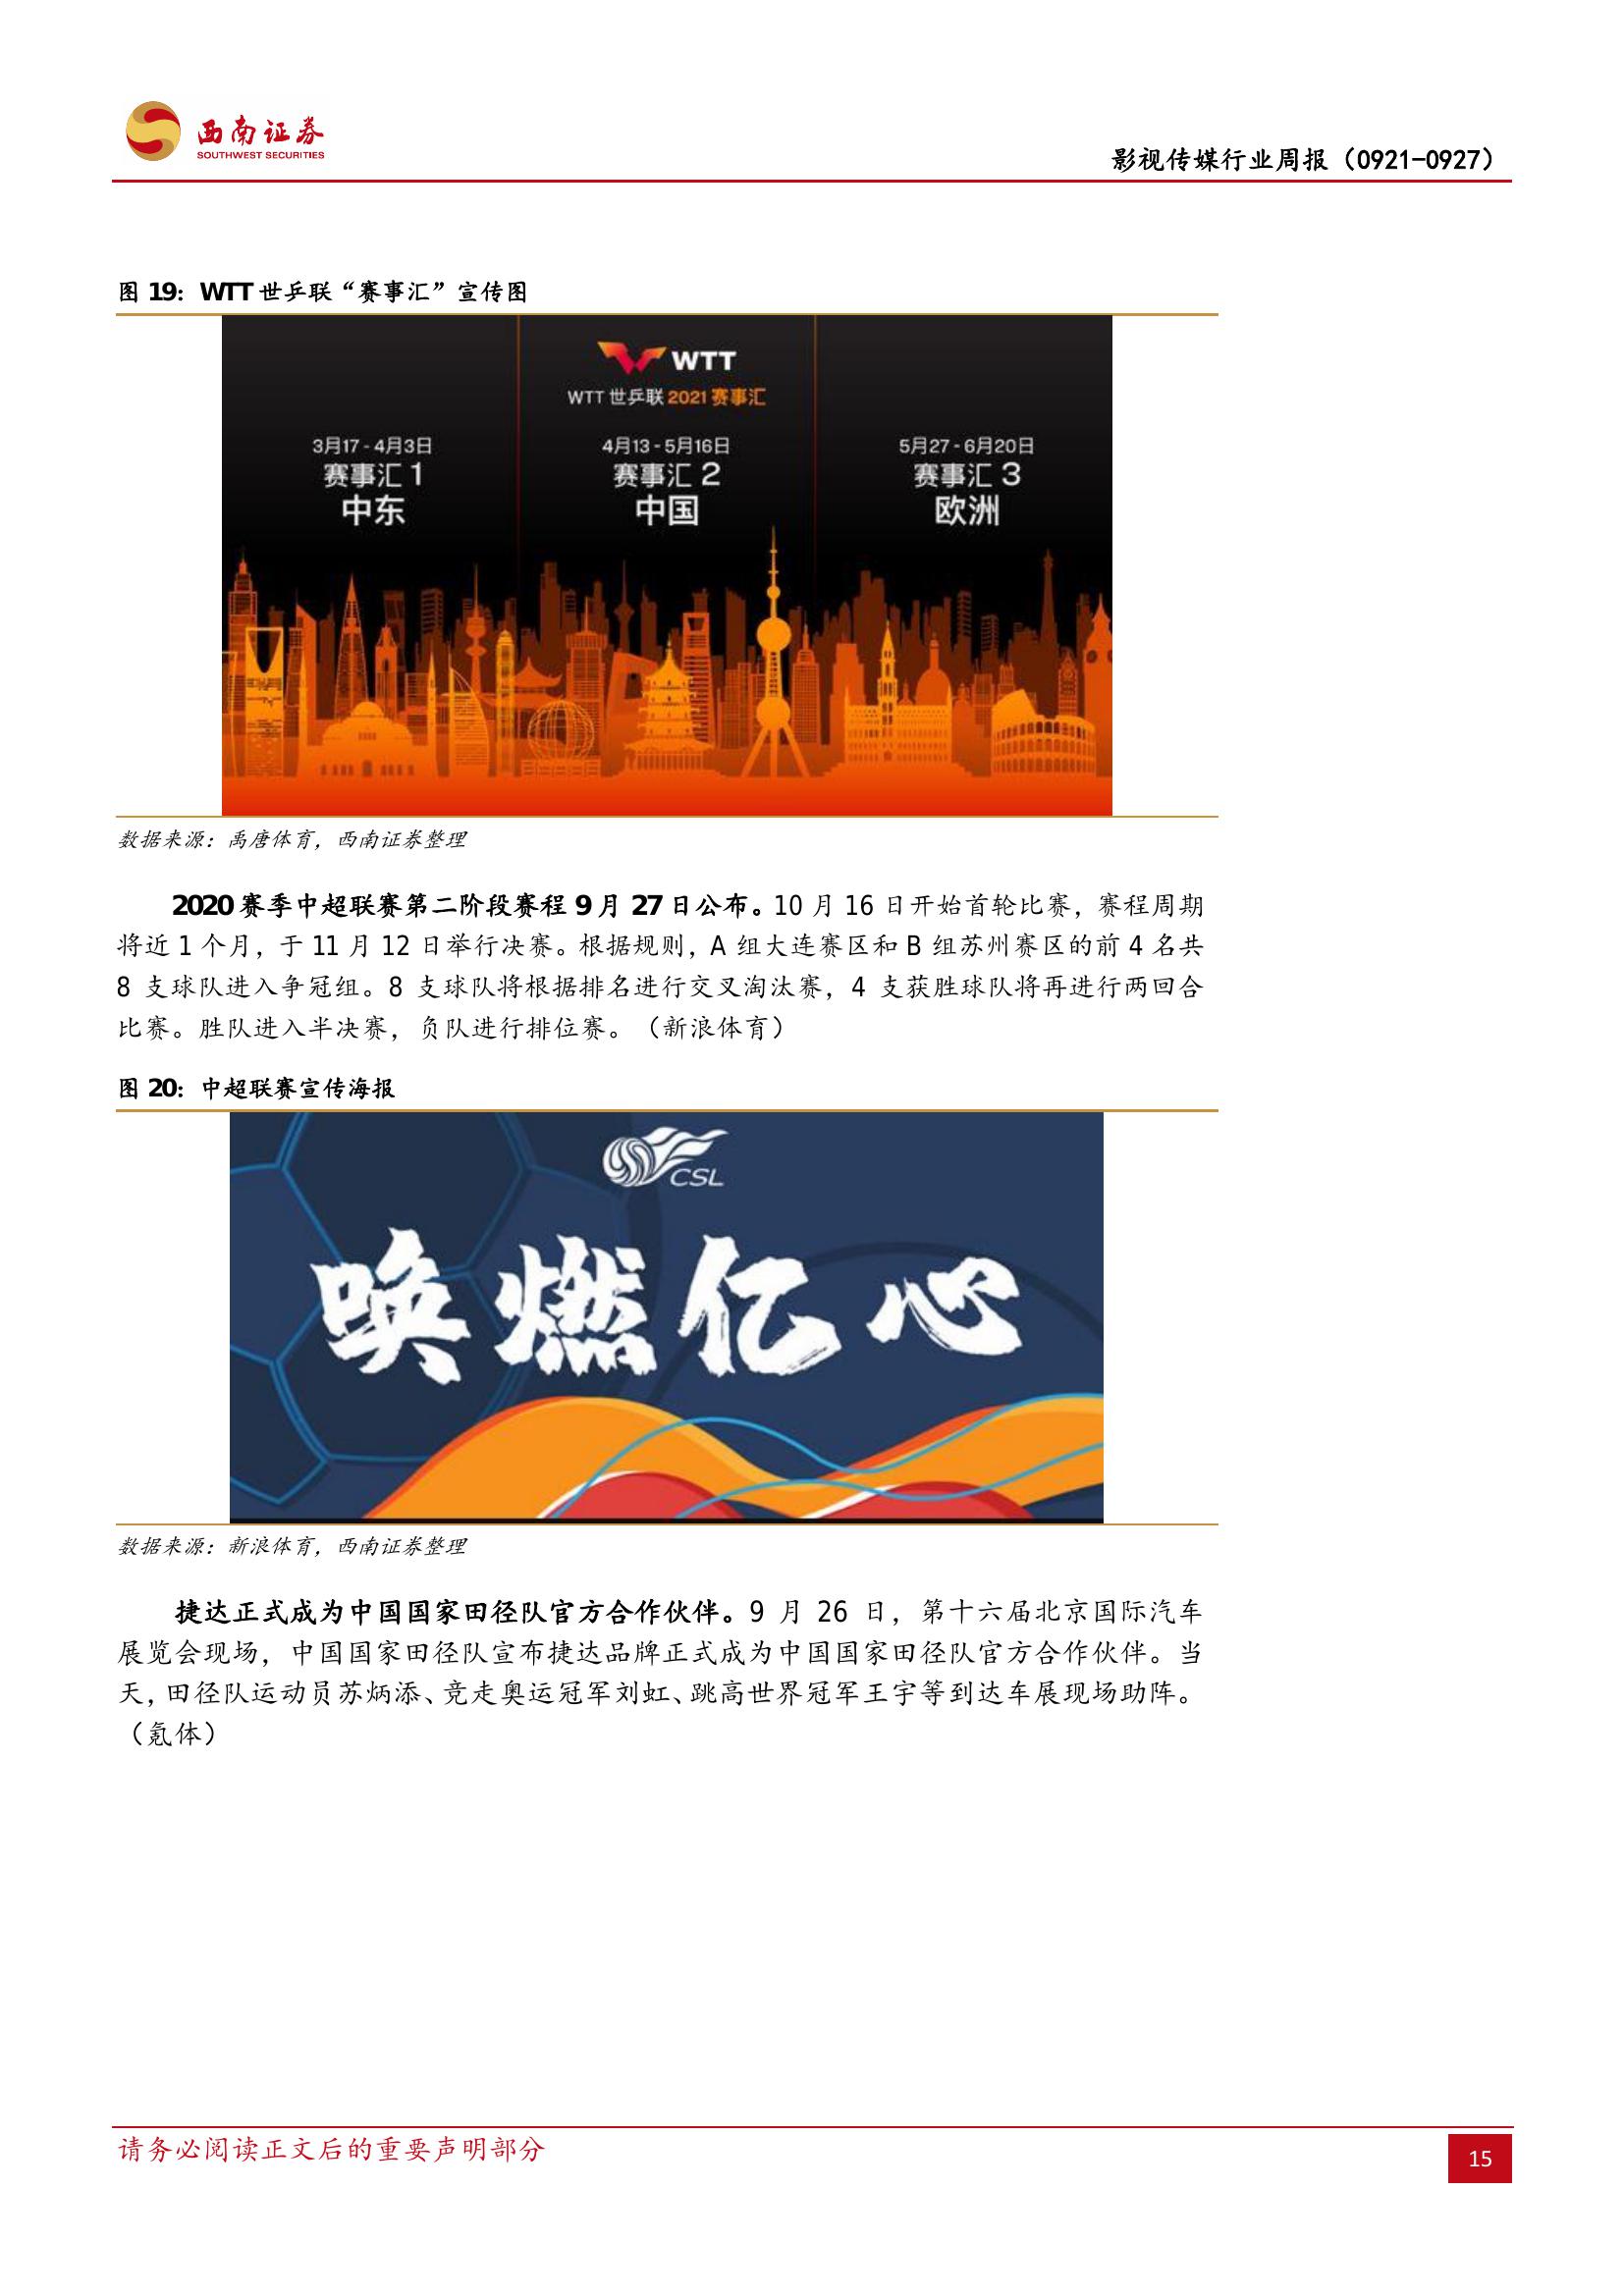 西南证券
SOUTHWEST SECURITIES
影视传媒行业周报（0921-0927）
图 19：WTT 世乒联“赛事汇”宣传图
WTT
WTT 世乒联 2021 赛事汇
3月17 - 4月3日
赛事汇 1
中东
4月13 - 5月16日
赛事汇 2
中国
5月27 - 6月20日
赛事汇 3
欧洲
数据来源：禹唐体育，西南证券整理
2020 赛季中超联赛第二阶段赛程 9 月 27 日公布。10 月 16 日开始首轮比赛，赛程周期
将近 1 个月，于 11 月 12 日举行决赛。根据规则，A 组大连赛区和 B 组苏州赛区的前 4 名共
8 支球队进入争冠组。8 支球队将根据排名进行交叉淘汰赛，4 支获胜球队将再进行两回合
比赛。胜队进入半决赛，负队进行排位赛。（新浪体育）
图 20：中超联赛宣传海报
CSL
唤燃亿心
数据来源：新浪体育，西南证券整理
捷达正式成为中国国家田径队官方合作伙伴。9 月 26 日，第十六届北京国际汽车
展览会现场，中国国家田径队宣布捷达品牌正式成为中国国家田径队官方合作伙伴。当
天，田径队运动员苏炳添、竞走奥运冠军刘虹、跳高世界冠军王宇等到达车展现场助阵。
（氪体）
请务必阅读正文后的重要声明部分
15